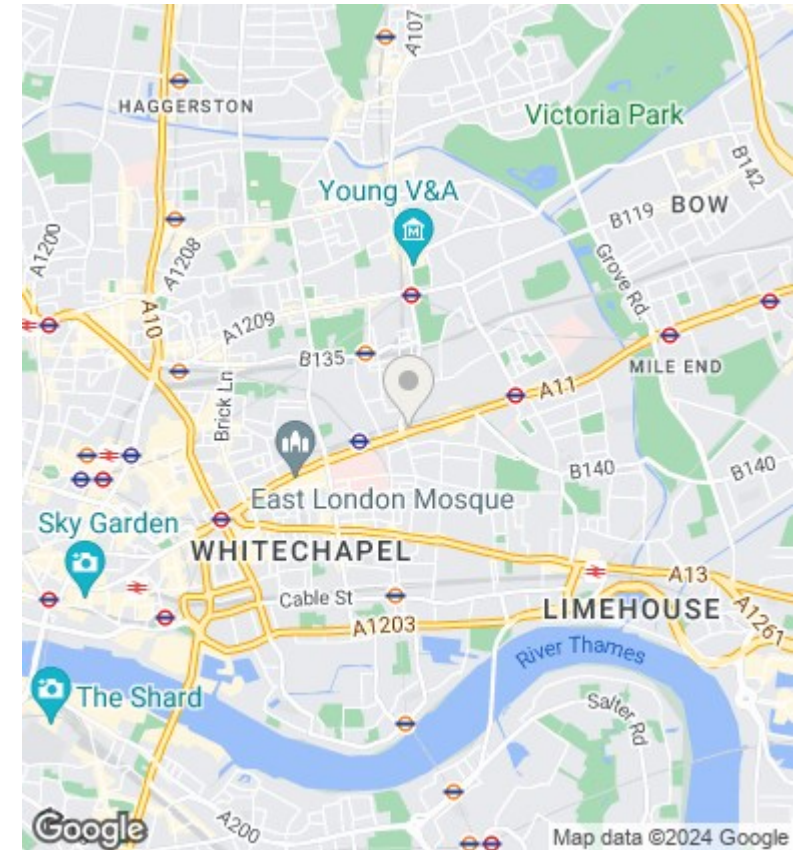 A107
HAGGERSTON
Victoria Park
B142
Young V&A
BOW
B119
A1200
A1208
Grove Rd
A10
A1209
B135
MILE END
Brick Ln
A11
B140
B140
East London Mosque
Sky Garden
WHITECHAPEL
A13
Cable St
LIMEHOUSE
A1203
A1261
River Thames
The Shard
Salter Rd
A200
Google
Map data ©2024 Google